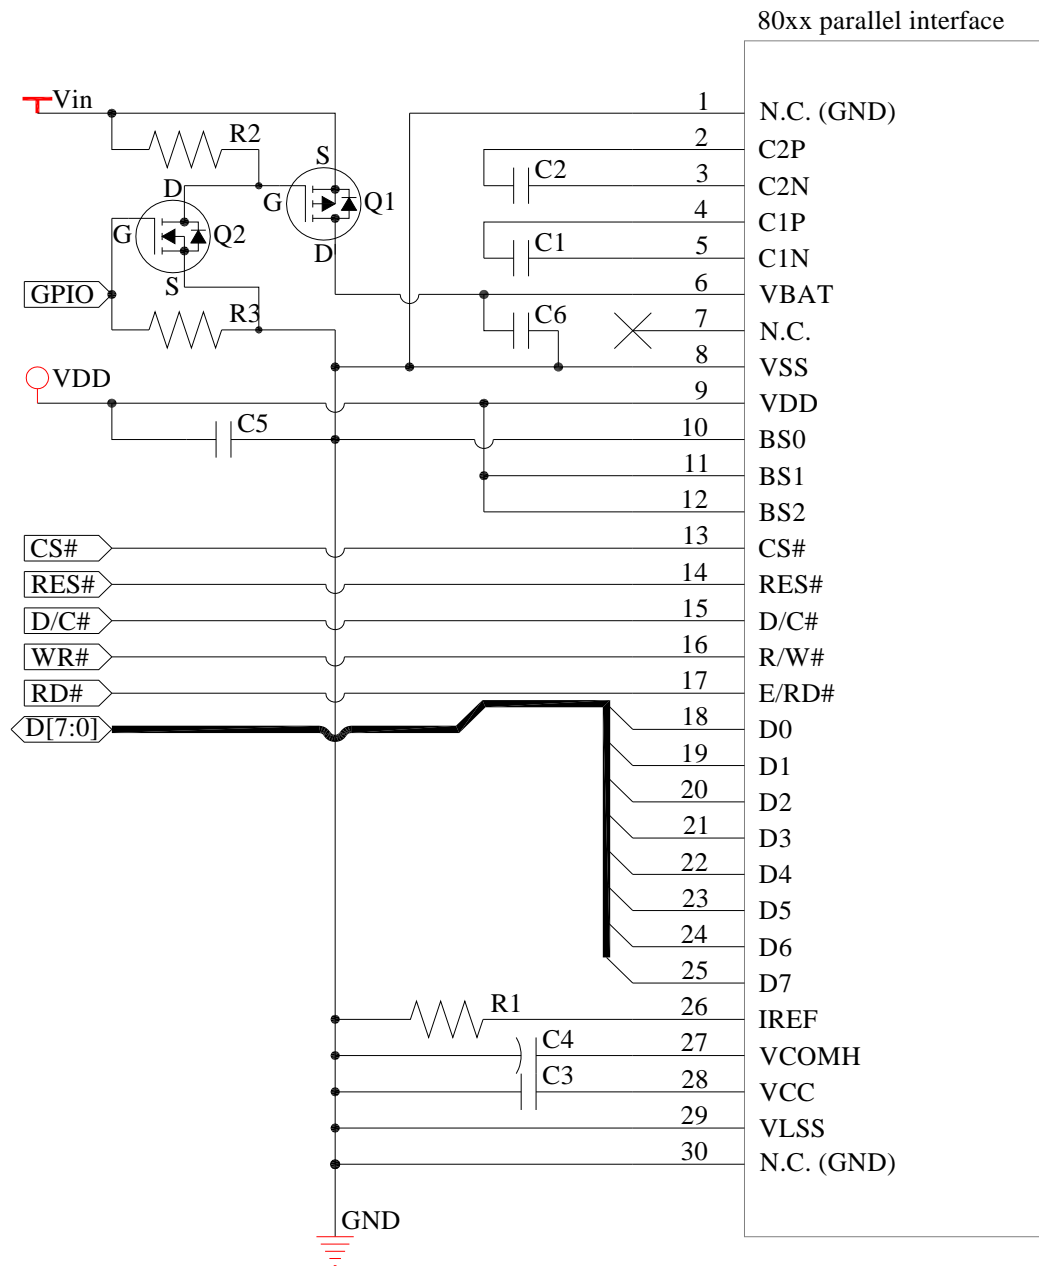 80xx parallel interface
Vin
R2
S
D
G
Q1
G
Q2
D
S
GPIO
R3
VDD
C5
C2
C1
C6
1 N.C. (GND)
2 C2P
3 C2N
4 C1P
5 C1N
6 VBAT
7 N.C.
8 VSS
9 VDD
10 BS0
11 BS1
12 BS2
CS# 13 CS#
RES# 14 RES#
D/C# 15 D/C#
WR# 16 R/W#
RD# 17 E/RD#
D[7:0] 18 D0
19 D1
20 D2
21 D3
22 D4
23 D5
24 D6
25 D7
R1 26 IREF
C4 27 VCOMH
C3 28 VCC
29 VLSS
30 N.C. (GND)
GND